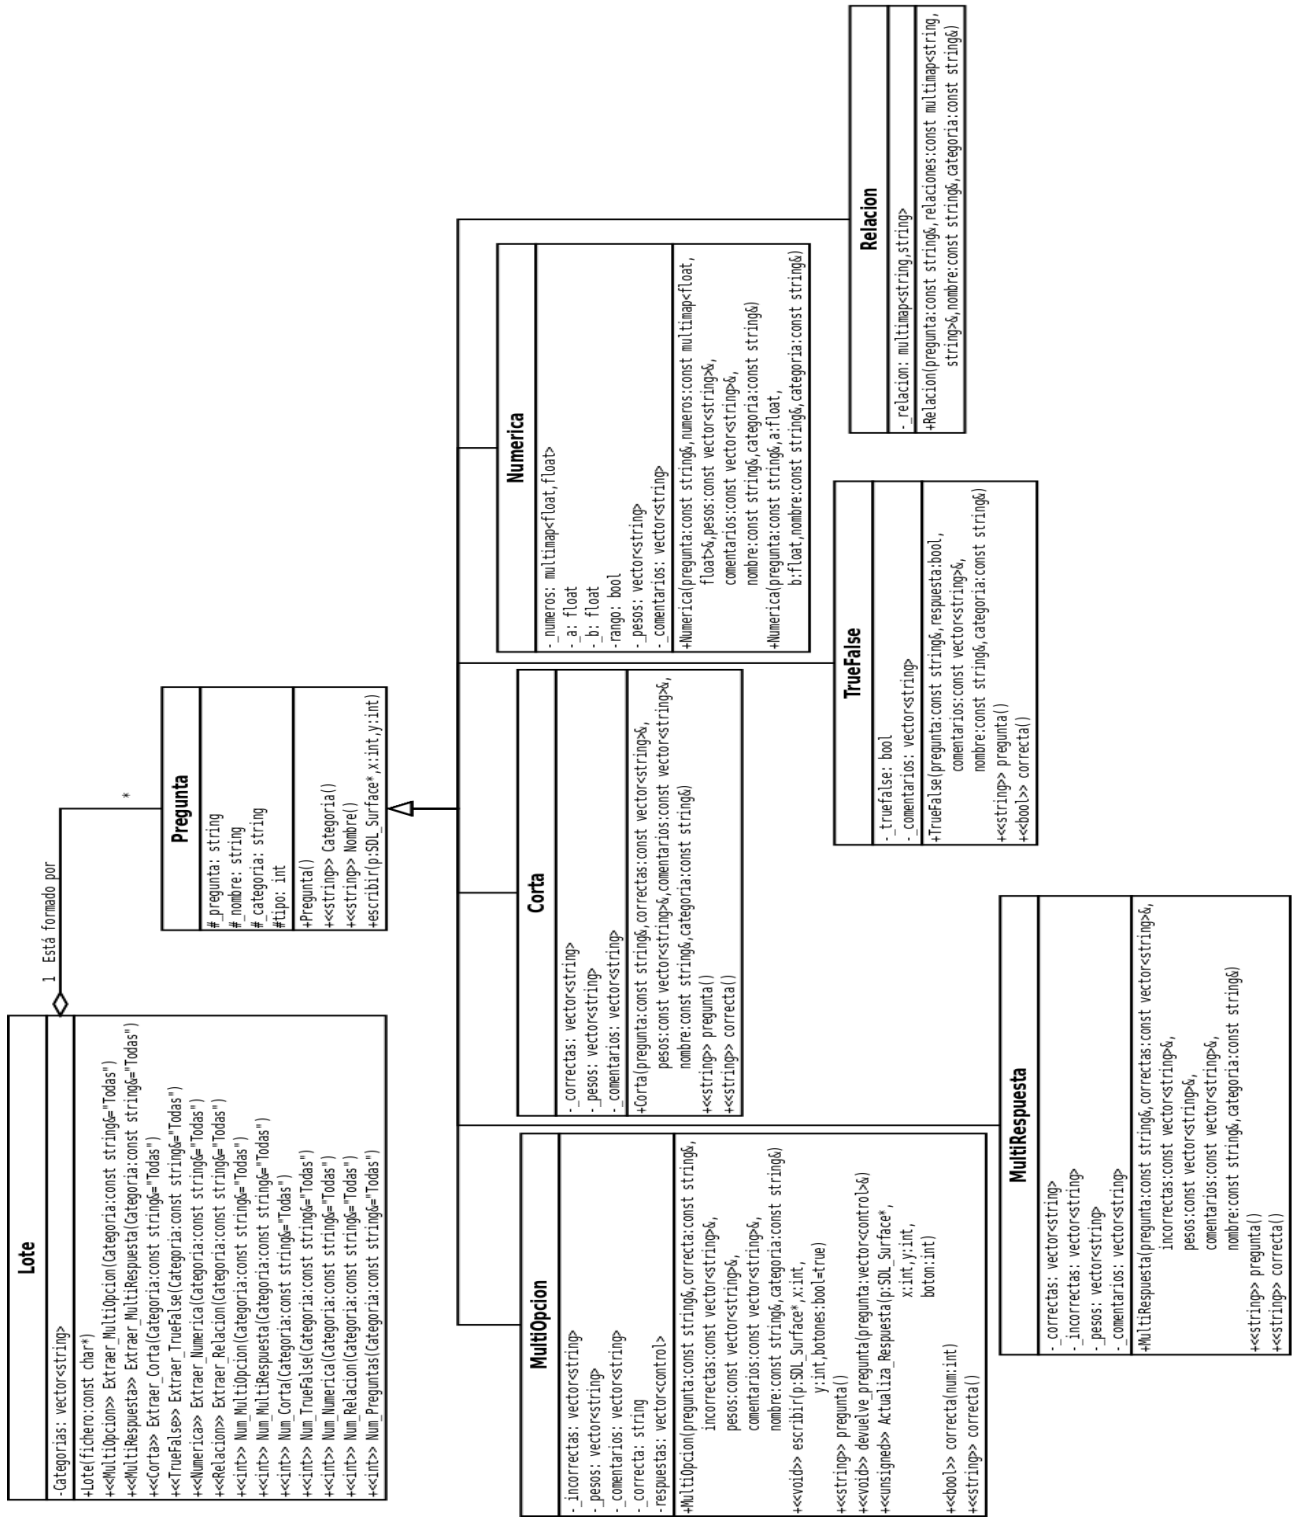 Lote
-Categorias: vector<string>
+Lote(fichero:const char*)
+<<MultiOpcion>> Extraer_MultiOpcion(Categoria:const string&="Todas")
+<<MultiRespuesta>> Extraer_MultiRespuesta(Categoria:const string&="Todas")
+<<Corta>> Extraer_Corta(Categoria:const string&="Todas")
+<<TrueFalse>> Extraer_TrueFalse(Categoria:const string&="Todas")
+<<Numerica>> Extraer_Numerica(Categoria:const string&="Todas")
+<<Relacion>> Extraer_Relacion(Categoria:const string&="Todas")
+<<int>> Num_MultiOpcion(Categoria:const string&="Todas")
+<<int>> Num_MultiRespuesta(Categoria:const string&="Todas")
+<<int>> Num_Corta(Categoria:const string&="Todas")
+<<int>> Num_TrueFalse(Categoria:const string&="Todas")
+<<int>> Num_Numerica(Categoria:const string&="Todas")
+<<int>> Num_Relacion(Categoria:const string&="Todas")
+<<int>> Num_Preguntas(Categoria:const string&="Todas")
1 Está formado por
*
Pregunta
#_pregunta: string
#_nombre: string
#_categoria: string
#tipo: int
+Pregunta()
+<<string>> Categoria()
+<<string>> Nombre()
+escribir(p:SDL_Surface*,x:int,y:int)
MultiOpcion
-_incorrectas: vector<string>
-_pesos: vector<string>
-_comentarios: vector<string>
-_correcta: string
-respuestas: vector<control>
+MultiOpcion(pregunta:const string&,correcta:const string&,
incorrectas:const vector<string>&,
pesos:const vector<string>&,
comentarios:const vector<string>&,
nombre:const string&,categoria:const string&)
+<<void>> escribir(p:SDL_Surface*,x:int,
y:int,botones:bool=true)
+<<string>> pregunta()
+<<void>> devuelve_pregunta(pregunta:vector<control>&)
+<<unsigned>> Actualiza_Respuesta(p:SDL_Surface*,
x:int,y:int,
boton:int)
+<<bool>> correcta(num:int)
+<<string>> correcta()
Corta
-_correctas: vector<string>
-_pesos: vector<string>
-_comentarios: vector<string>
+Corta(pregunta:const string&,correctas:const vector<string>&,
pesos:const vector<string>&,comentarios:const vector<string>&,
nombre:const string&,categoria:const string&)
+<<string>> pregunta()
+<<string>> correcta()
Numerica
-_numeros: multimap<float,float>
-_a: float
-_b: float
-rango: bool
-_pesos: vector<string>
-_comentarios: vector<string>
+Numerica(pregunta:const string&,numeros:const multimap<float,
float>&,pesos:const vector<string>&,
comentarios:const vector<string>&,
nombre:const string&,categoria:const string&)
+Numerica(pregunta:const string&,a:float,
b:float,nombre:const string&,categoria:const string&)
MultiRespuesta
-_correctas: vector<string>
-_incorrectas: vector<string>
-_pesos: vector<string>
-_comentarios: vector<string>
+MultiRespuesta(pregunta:const string&,correctas:const vector<string>&,
incorrectas:const vector<string>&,
pesos:const vector<string>&,
comentarios:const vector<string>&,
nombre:const string&,categoria:const string&)
+<<string>> pregunta()
+<<string>> correcta()
TrueFalse
-_truefalse: bool
-_comentarios: vector<string>
+TrueFalse(pregunta:const string&,respuesta:bool,
comentarios:const vector<string>&,
nombre:const string&,categoria:const string&)
+<<string>> pregunta()
+<<bool>> correcta()
Relacion
-_relacion: multimap<string,string>
+Relacion(pregunta:const string&,relaciones:const multimap<string,
string>&,nombre:const string&,categoria:const string&)